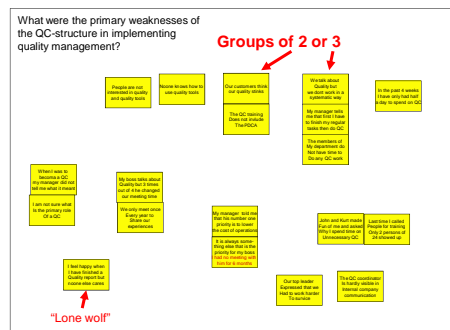 What were the primary weaknesses of
the QC-structure in implementing
quality management?
Groups of 2 or 3
People are not
interested in quality
and quality tools
Noone knows how to
use quality tools
Our customers think
our quality stinks
The QC training
Does not include
The PDCA
We talk about
Quality but
we dont work in a
systematic way
My manager tells
me that first I have
to finish my regular
tasks then do QC
The members of
My department do
Not have time to
Do any QC work
In the past 4 weeks
I have only had half
a day to spend on QC
When I was to
become a QC
my manager did not
tell me what it meant
I am not sure what
Is the primary role
Of a QC
My boss talks about
Quality but 3 times
out of 4 he changed
our meeting time
We only meet once
Every year to
Share our
experiences
My manager told me
that his number one
priority is to lower
the cost of operations
It is always some-
thing else that is the
priority for my boss
I had no meeting with
him for 6 months
John and Kurt made
Fun of me and asked
Why I spend time on
Unnecessary QC
Last time I called
People for training
Only 2 persons of
24 showed up
I feel happy when
I have finished a
Quality report but
noone else cares
Our top leader
Expressed that we
Had to work harder
To survice
The QC coordinator
Is hardly visible in
Internal company
communication
"Lone wolf"